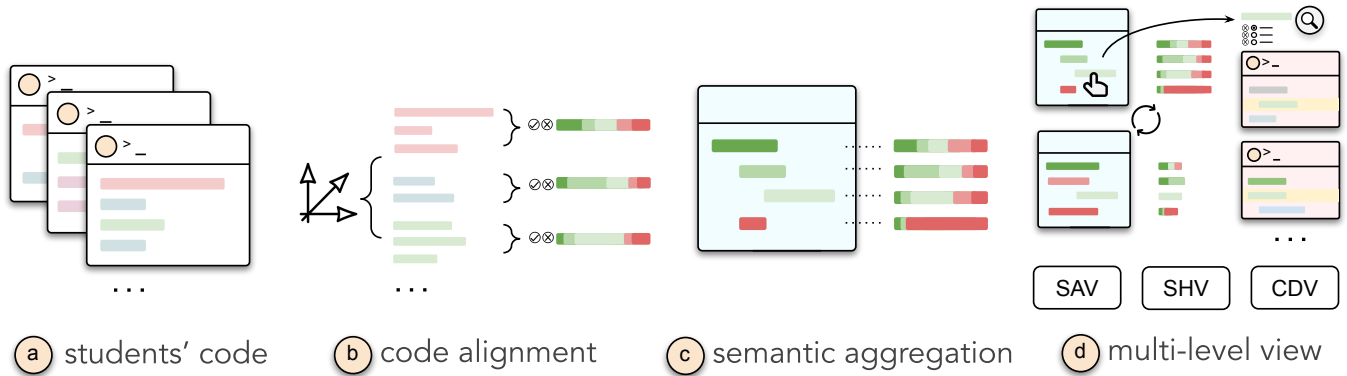 >_
>_
>_
...
...
>_
>_
...
SAV
SHV
CDV
a students' code
b code alignment
c semantic aggregation
d multi-level view